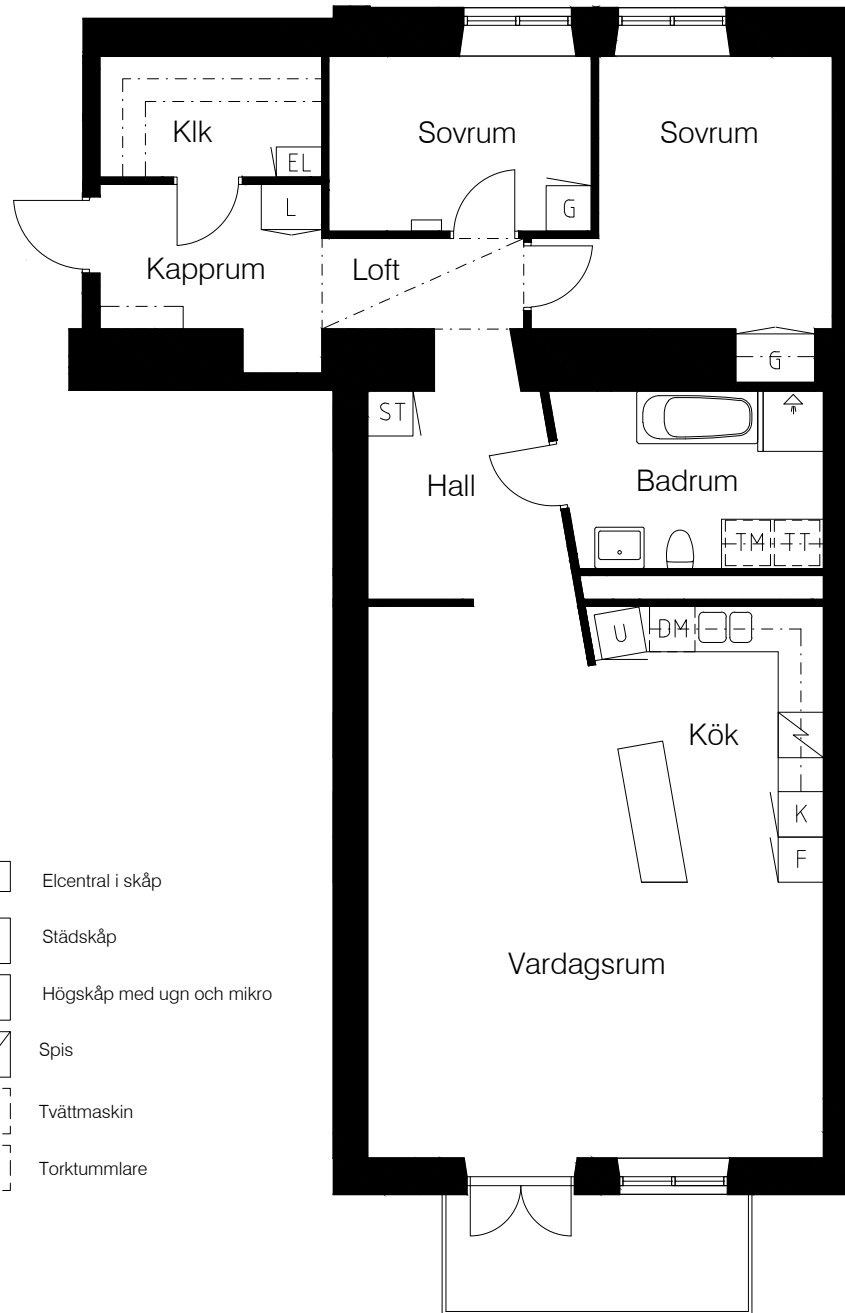 Klk
Sovrum
Sovrum
EL
L
G
Kapprum
Loft
G
ST
Hall
Badrum
TM
TT
U
DM
Kök
K
F
Vardagsrum
Elcentral i skåp
Städskåp
Högskåp med ugn och mikro
Spis
Tvättmaskin
Torktummlare